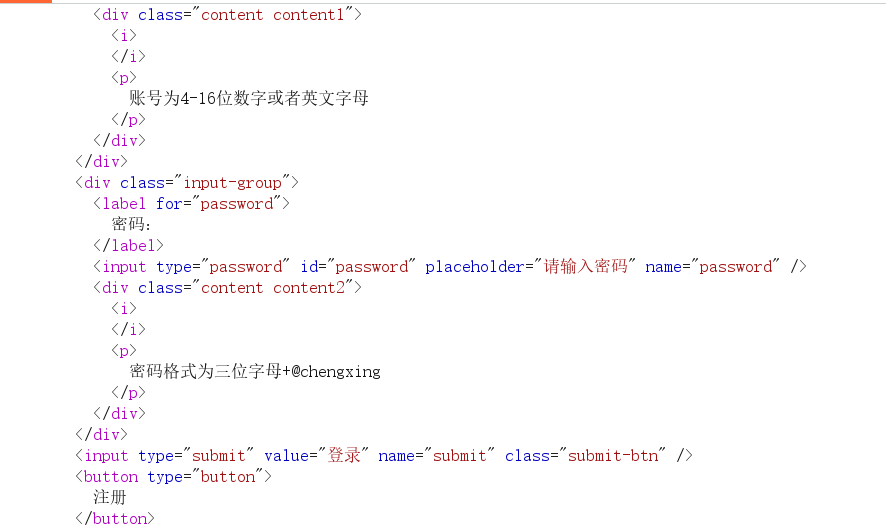 <div class="content content1">
<i>
</i>
<p>
账号为4-16位数字或者英文字母
</p>
</div>
</div>
<div class="input-group">
<label for="password">
密码：
</label>
<input type="password" id="password" placeholder="请输入密码" name="password" />
<div class="content content2">
<i>
</i>
<p>
密码格式为三位字母+@chengxing
</p>
</div>
</div>
<input type="submit" value="登录" name="submit" class="submit-btn" />
<button type="button">
注册
</button>